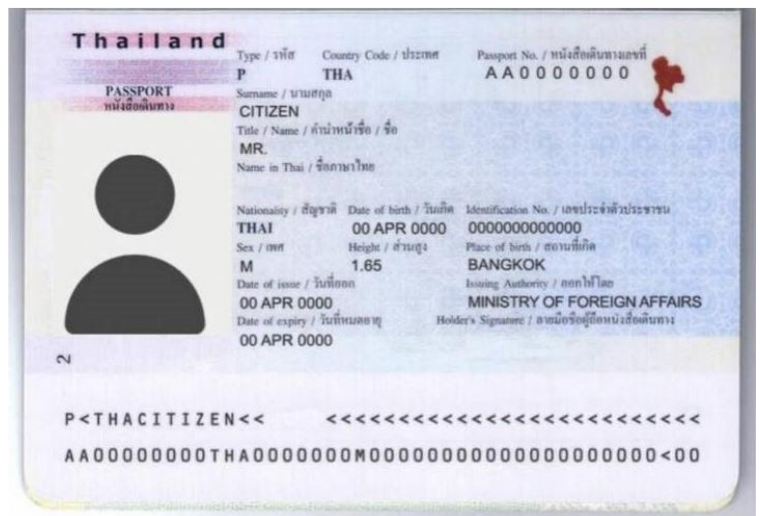 Thailand
Type / รหัส Country Code / ประเทศ Passport No. / หนังสือเดินทางเลขที่
P THA AA0000000
PASSPORT
หนังสือเดินทาง
Surname / นามสกุล
CITIZEN
Title / Name / คำนำหน้าชื่อ / ชื่อ
MR.
Name in Thai / ชื่อภาษาไทย
Nationality / สัญชาติ Date of birth / วันเกิด Identification No. / เลขประจำตัวประชาชน
THAI 00 APR 0000 0000000000000
Sex / เพศ Height / ส่วนสูง Place of birth / สถานที่เกิด
M 1.65 BANGKOK
Date of issue / วันที่ออก Issuing Authority / ออกให้โดย
00 APR 0000 MINISTRY OF FOREIGN AFFAIRS
Date of expiry / วันที่หมดอายุ Holder's Signature / ลายมือชื่อผู้ถือหนังสือเดินทาง
00 APR 0000
2
P<THACITIZEN<< <<<<<<<<<<<<<<<<<<<<<<<<<<
AA00000000THA0000000M00000000000000000000<00